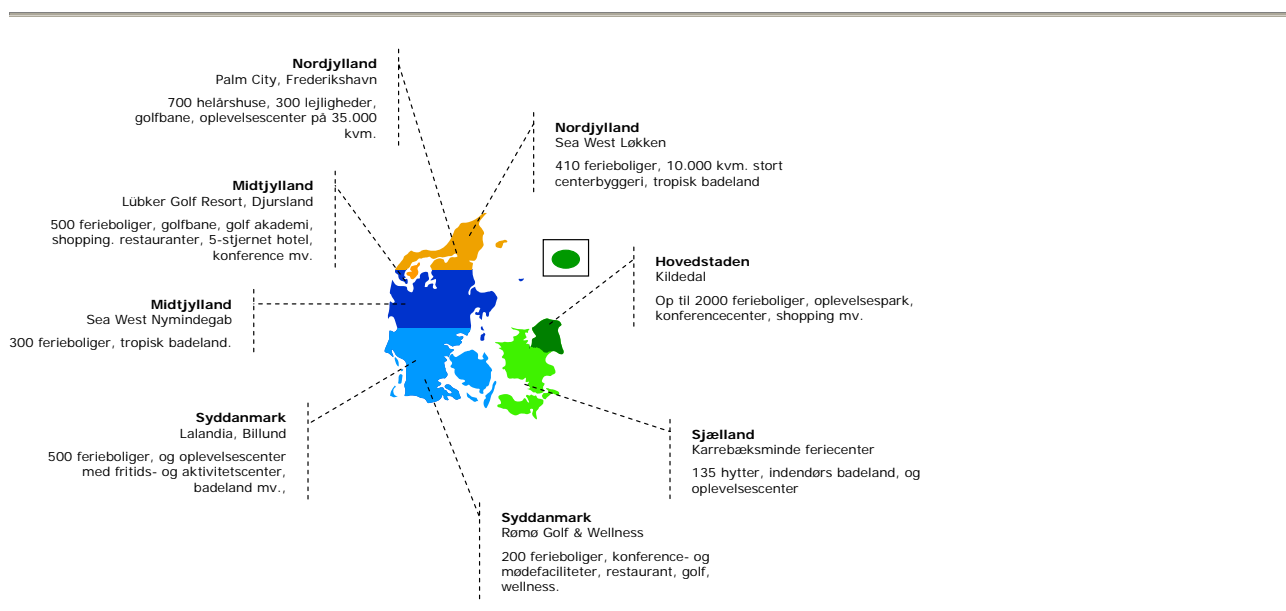 Nordjylland
Palm City, Frederikshavn
700 helårshuse, 300 lejligheder,
golfbane, oplevelsescenter på 35.000
kvm.
Nordjylland
Sea West Løkken
410 ferieboliger, 10.000 kvm. stort
centerbyggeri, tropisk badeland
Midtjylland
Lübker Golf Resort, Djursland
500 ferieboliger, golfbane, golf akademi,
shopping. restauranter, 5-stjernet hotel,
konference mv.
Hovedstaden
Kildedal
Op til 2000 ferieboliger, oplevelsespark,
konferencecenter, shopping mv.
Midtjylland
Sea West Nymindegab
300 ferieboliger, tropisk badeland.
Syddanmark
Lalandia, Billund
500 ferieboliger, og oplevelsescenter
med fritids- og aktivitetscenter,
badeland mv.,
Sjælland
Karrebæksminde feriecenter
135 hytter, indendørs badeland, og
oplevelsescenter
Syddanmark
Rømø Golf & Wellness
200 ferieboliger, konference- og
mødefaciliteter, restaurant, golf,
wellness.